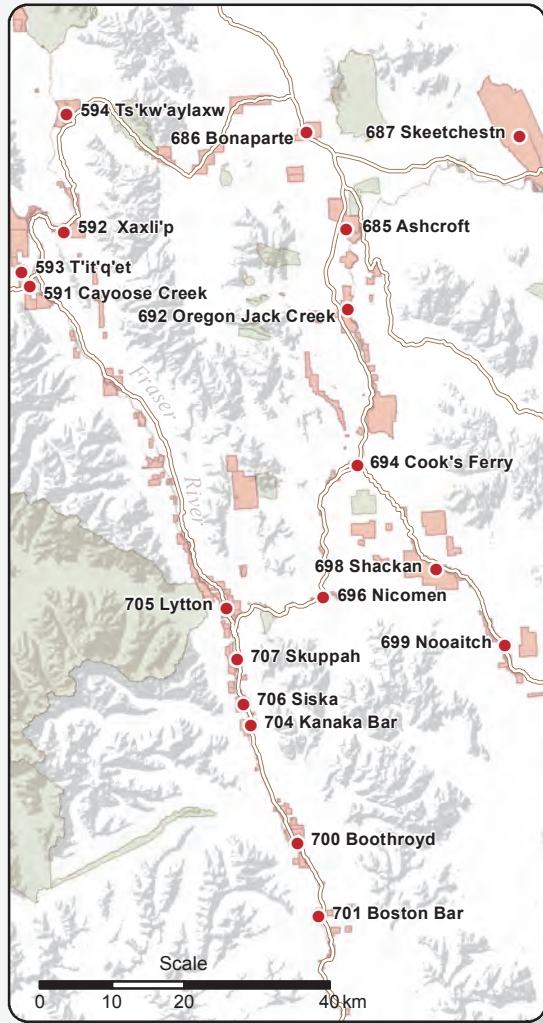 594 Ts'kw'aylaxw
686 Bonaparte
687 Skeetchestn
592 Xaxli'p
685 Ashcroft
593 T'it'q'et
591 Cayoose Creek
692 Oregon Jack Creek
Fraser
River
694 Cook's Ferry
698 Shackan
696 Nicomen
705 Lytton
699 Nooaitch
707 Skuppah
706 Siska
704 Kanaka Bar
700 Boothroyd
701 Boston Bar
Scale
0 10 20 40 km